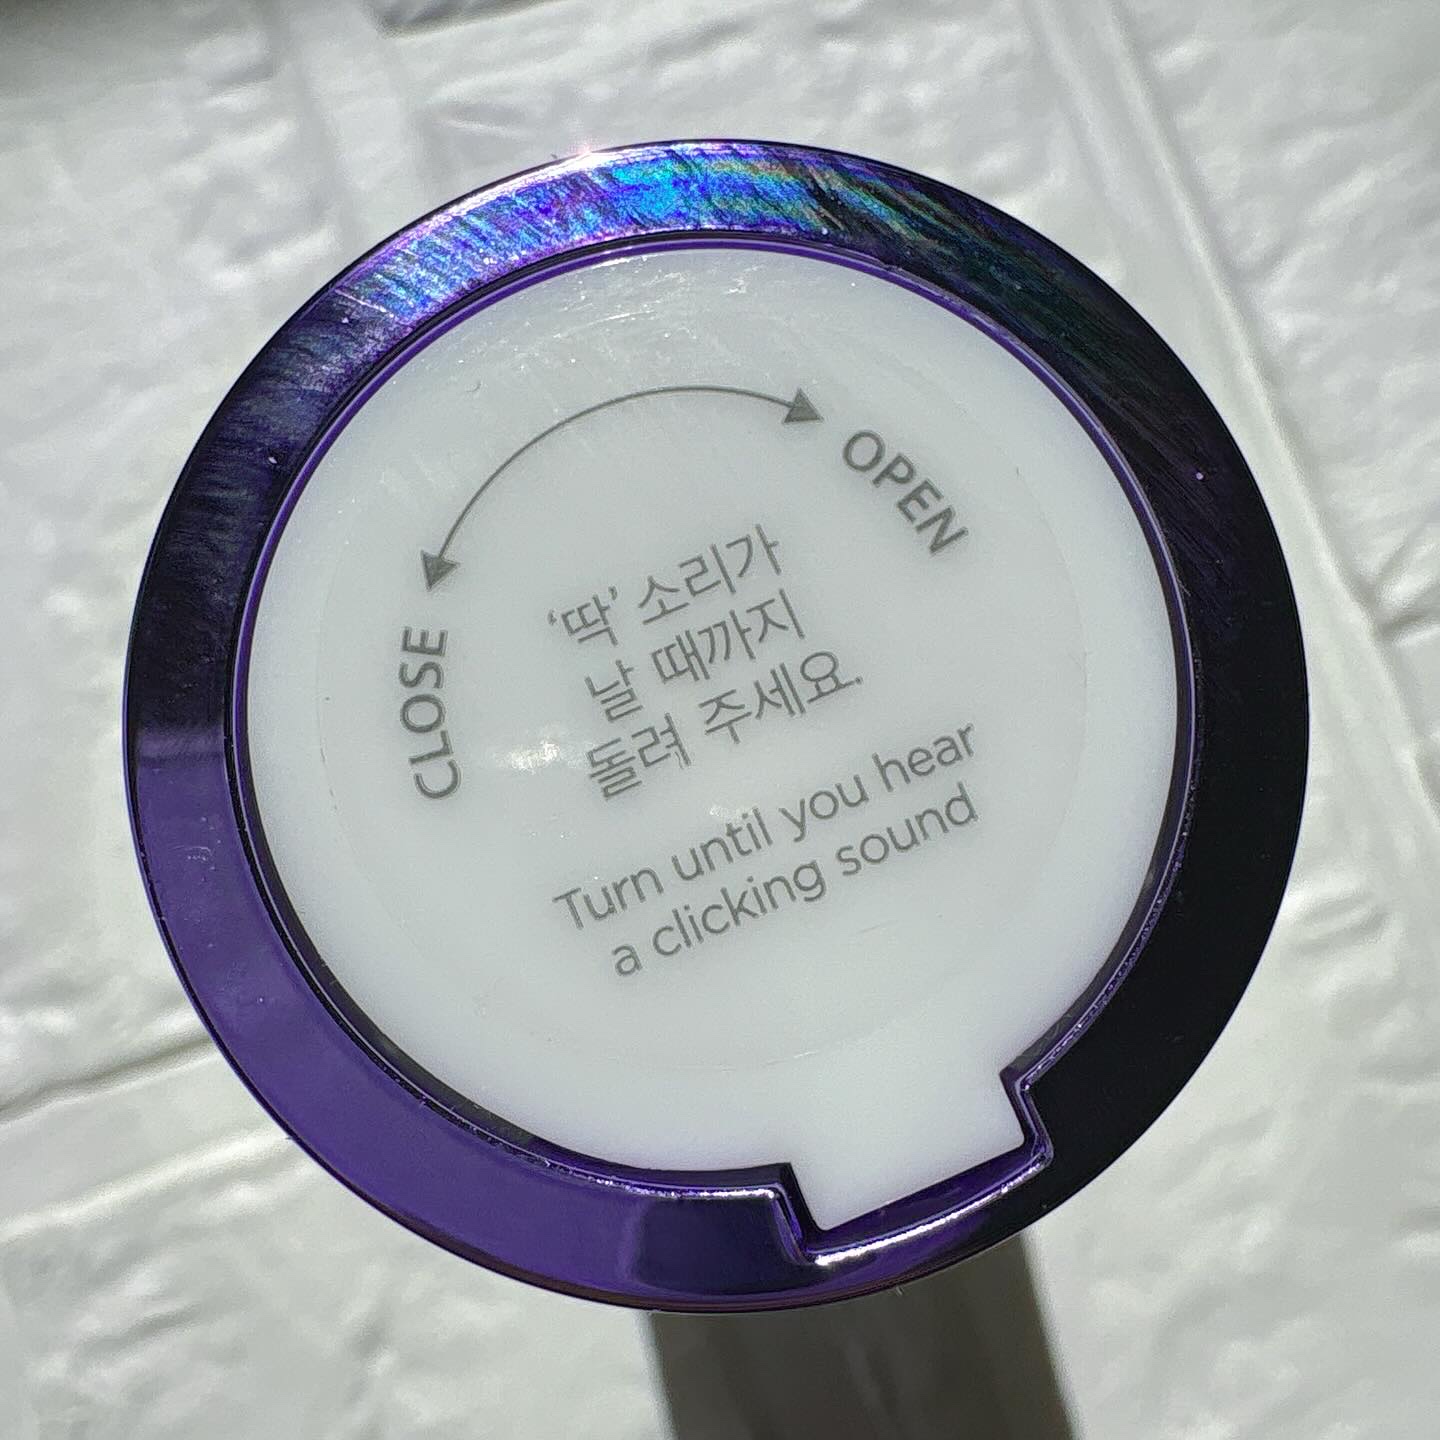 OPEN
CLOSE
‘딱’ 소리가
날 때까지
돌려 주세요.
Turn until you hear
a clicking sound